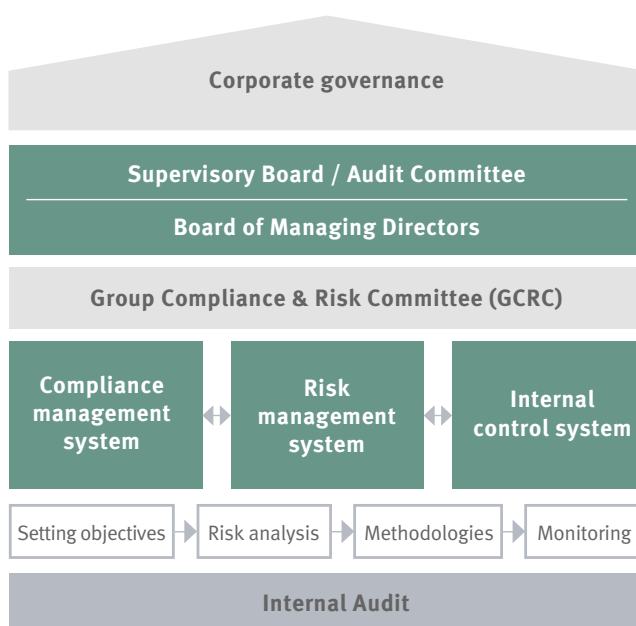 Corporate governance
Supervisory Board / Audit Committee
Board of Managing Directors
Group Compliance & Risk Committee (GCRC)
Compliance
management
system
Risk
management
system
Internal
control system
Setting objectives
Risk analysis
Methodologies
Monitoring
Internal Audit